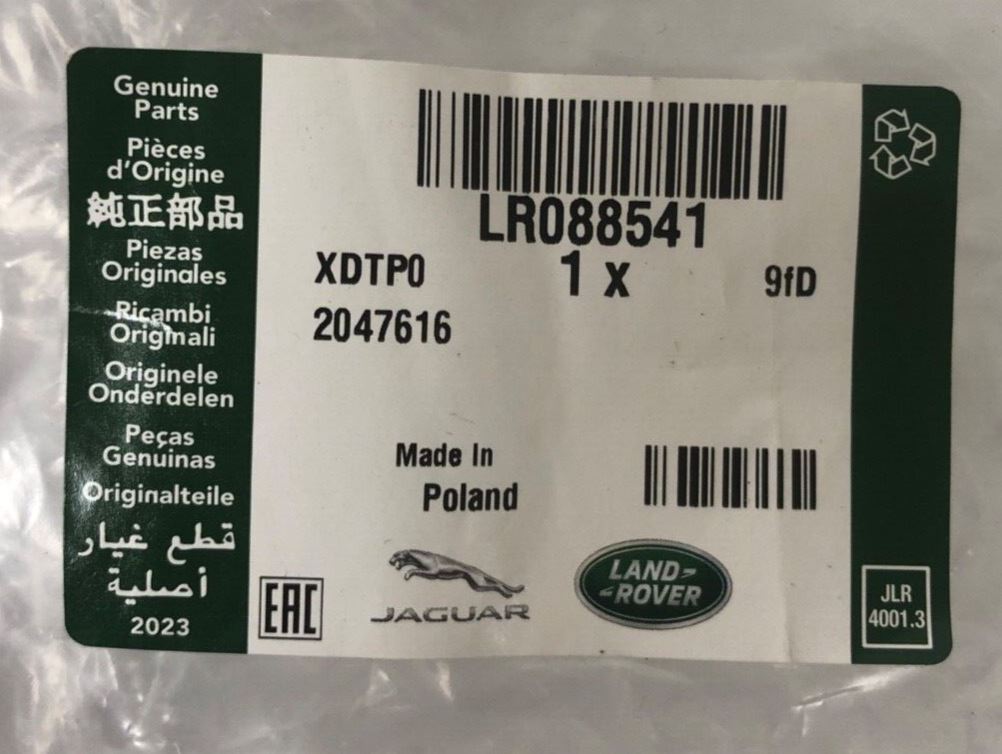 Genuine
Parts
Pièces
d'Origine
純正部品
Piezas
Originales
Ricambi
Originali
Originele
Onderdelen
Peças
Genuinas
Originalteile
قطع غيار
أصلية
2023
LR088541
XDTP0
1 x
9fD
2047616
Made In
Poland
EAC
JAGUAR
LAND-
-ROVER
JLR
4001.3